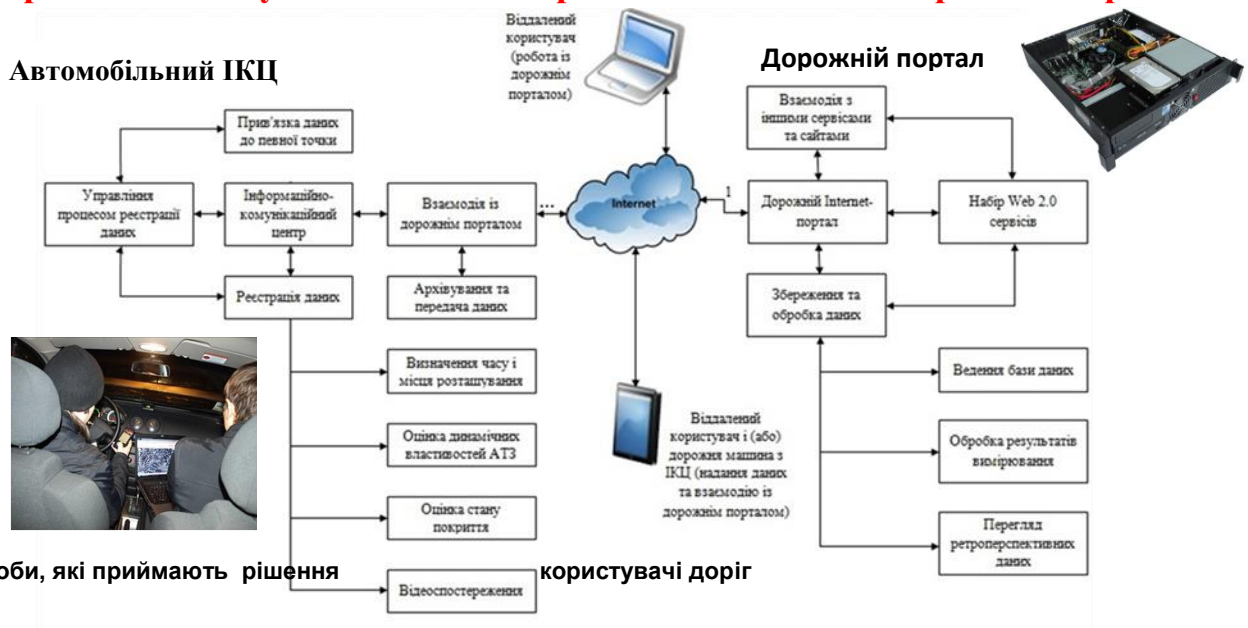 Автомобільний ІКЦ
Віддалений
користувач
(робота із
дорожнім
порталом)
Дорожній портал
Прив'язка даних
до певної точки
Управління
процесом реєстрації
даних
Інформаційно-
комунікаційний
центр
Взаємодія із
дорожнім порталом
...
Internet
1
Взаємодія з
іншими сервісами
та сайтами
Дорожній Internet-
портал
Набір Web 2.0
сервісів
Реєстрація даних
Архівування та
передача даних
Збереження та
обробка даних
Визначення часу і
місця розташування
Оцінка динамічних
властивостей АТЗ
Оцінка стану
покриття
Відеоспостереження
Віддалений
користувач і (або)
дорожня машина з
ІКЦ (надання даних
та взаємодію із
дорожнім порталом)
Ведення бази даних
Обробка результатів
вимірювання
Перегляд
ретроперспективних
даних
оби, які приймають рішення
користувачі доріг